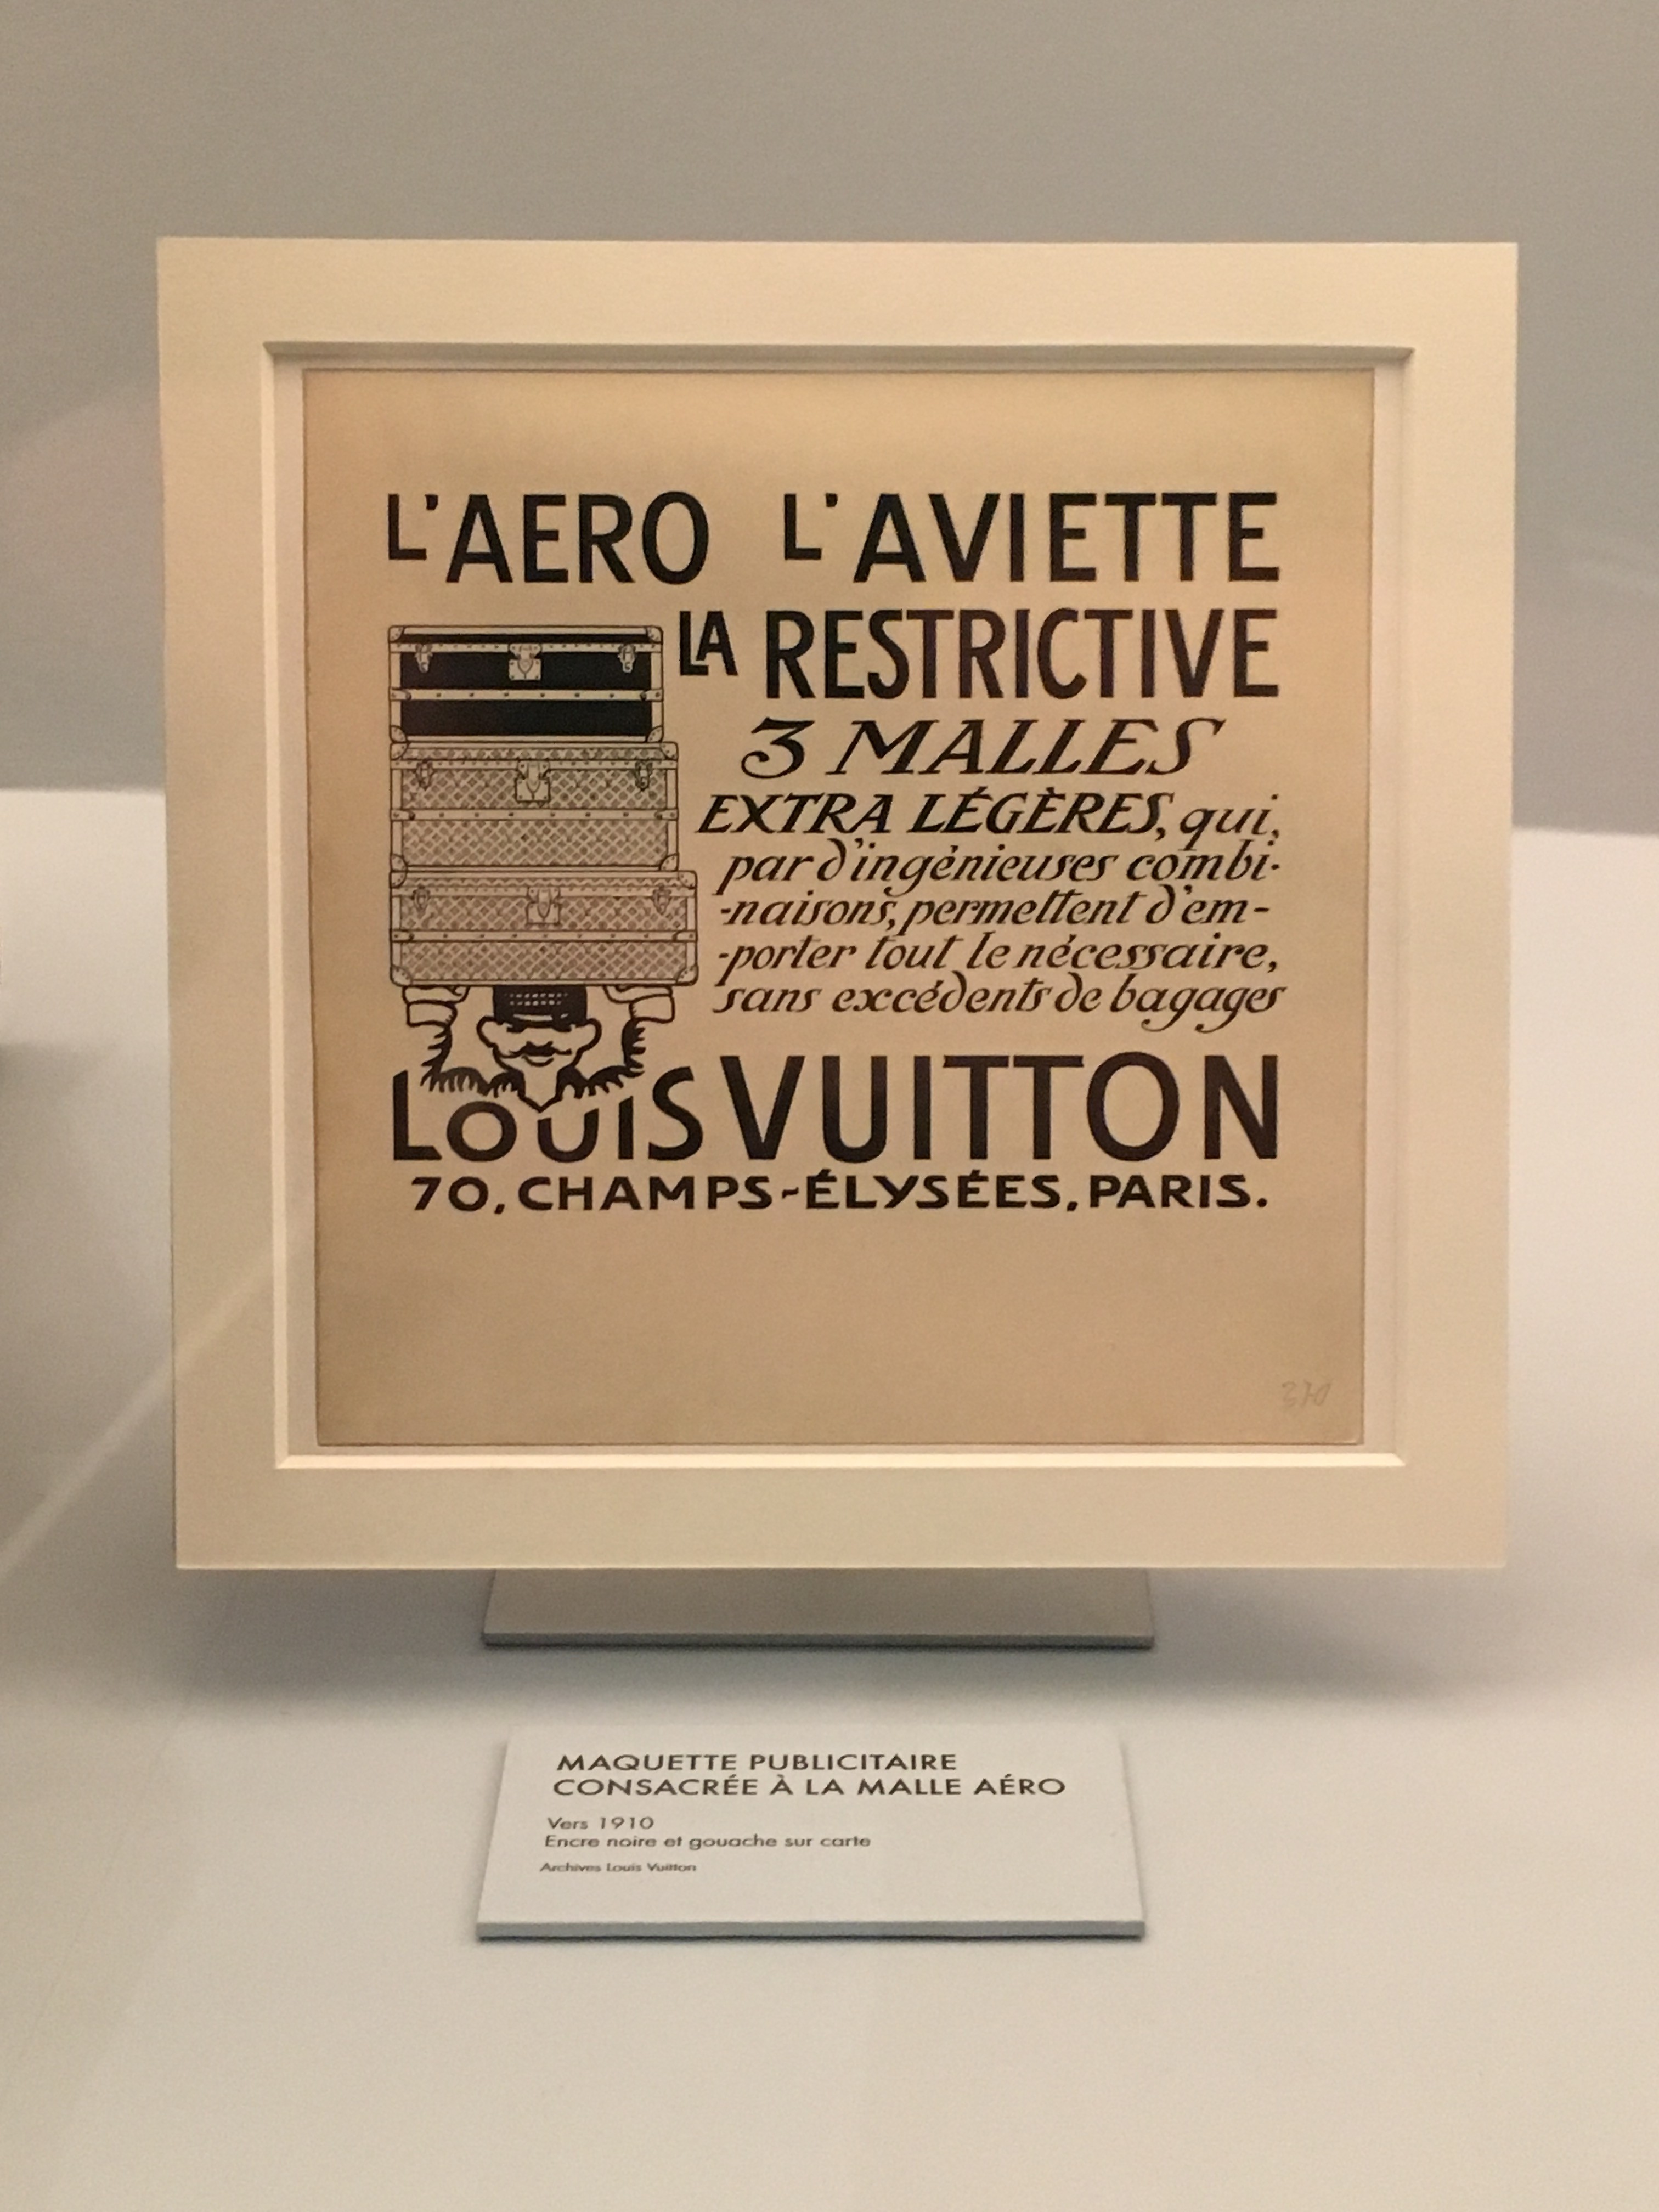 L'AERO L'AVIETTE
LA RESTRICTIVE
3 MALLES
EXTRA LÉGÈRES, qui,
par d'ingénieuses combi-
-naisons, permettent d'em-
-porter tout le nécessaire,
sans excédents de bagages
LOUIS VUITTON
70, CHAMPS-ÉLYSÉES, PARIS.
MAQUETTE PUBLICITAIRE
CONSACRÉE À LA MALLE AÉRO
Vers 1910
Encre noire et gouache sur carte
Archives Louis Vuitton